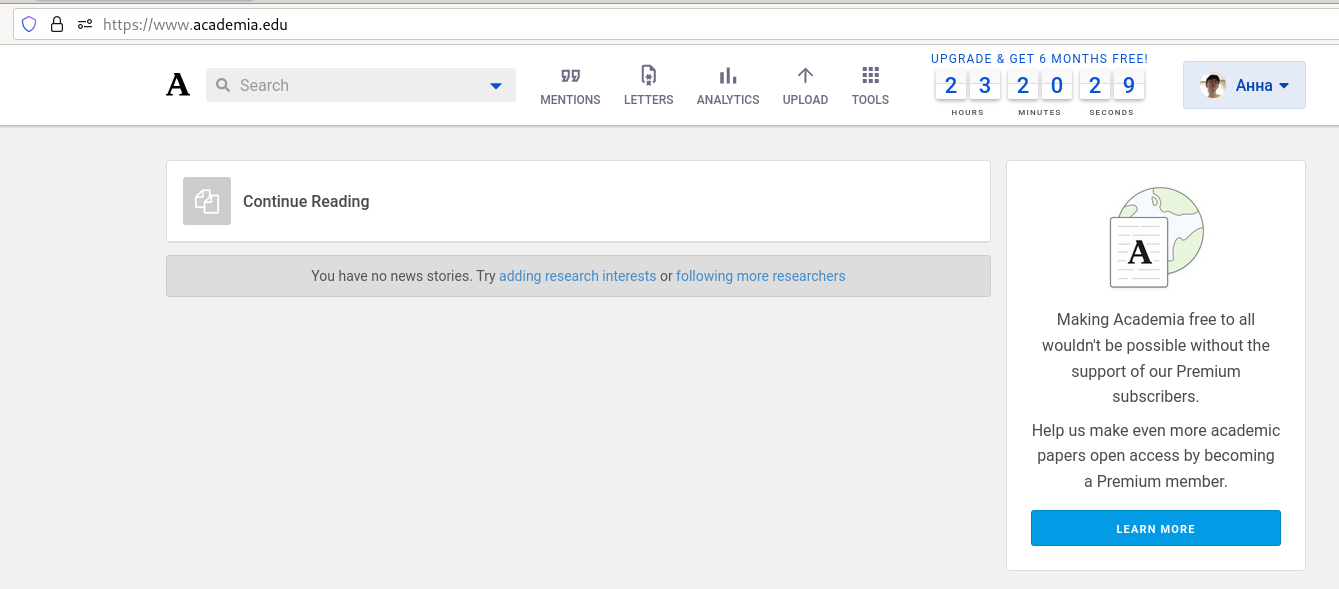 https://www.academia.edu
A
Search
MENTIONS
LETTERS
ANALYTICS
UPLOAD
TOOLS
UPGRADE & GET 6 MONTHS FREE!
2 3 2 0 2 9
HOURS MINUTES SECONDS
Анна
Continue Reading
You have no news stories. Try adding research interests or following more researchers
A
Making Academia free to all
wouldn't be possible without the
support of our Premium
subscribers.
Help us make even more academic
papers open access by becoming
a Premium member.
LEARN MORE